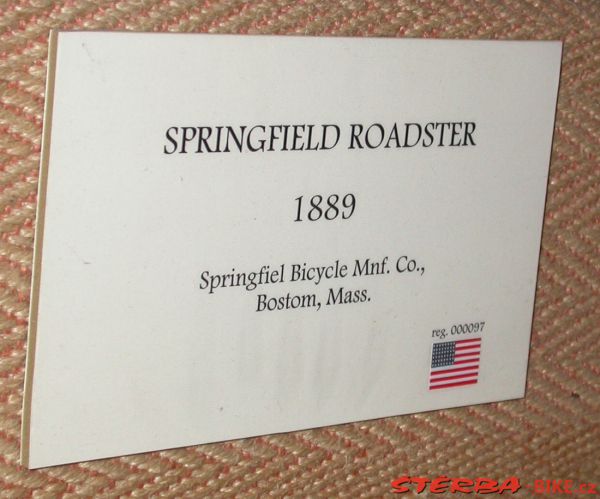 SPRINGFIELD ROADSTER
1889
Springfiel Bicycle Mnf. Co.,
Bostom, Mass.
reg. 000097
STERBA-BIKE.cz